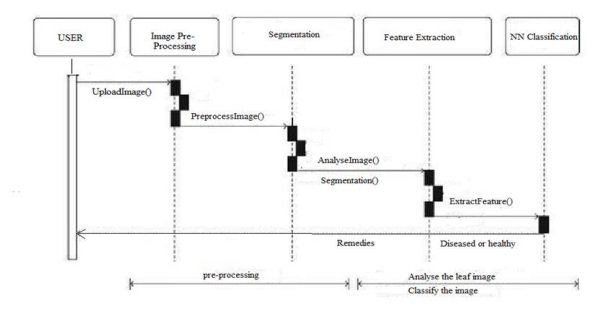 USER
Image Pre-
Processing
Segmentation
Feature Extraction
NN Classification
UploadImage()
PreprocessImage()
AnalyseImage()
Segmentation()
ExtractFeature()
Remedies
Diseased or healthy
pre-processing
Analyse the leaf image
Classify the image